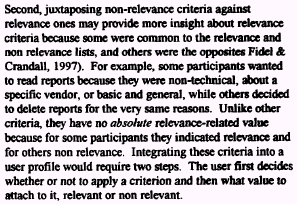 Second, juxtaposing non-relevance criteria against
relevance ones may provide more insight about relevance
criteria because some were common to the relevance and
non relevance lists, and others were the opposites Fidel &
Crandall, 1997). For example, some participants wanted
to read reports because they were non-technical, about a
specific vendor, or basic and general, while others decided
to delete reports for the very same reasons. Unlike other
criteria, they have no absolute relevance-related value
because for some participants they indicated relevance and
for others non relevance. Integrating these criteria into a
user profile would require two steps. The user first decides
whether or not to apply a criterion and then what value to
attach to it, relevant or non relevant.